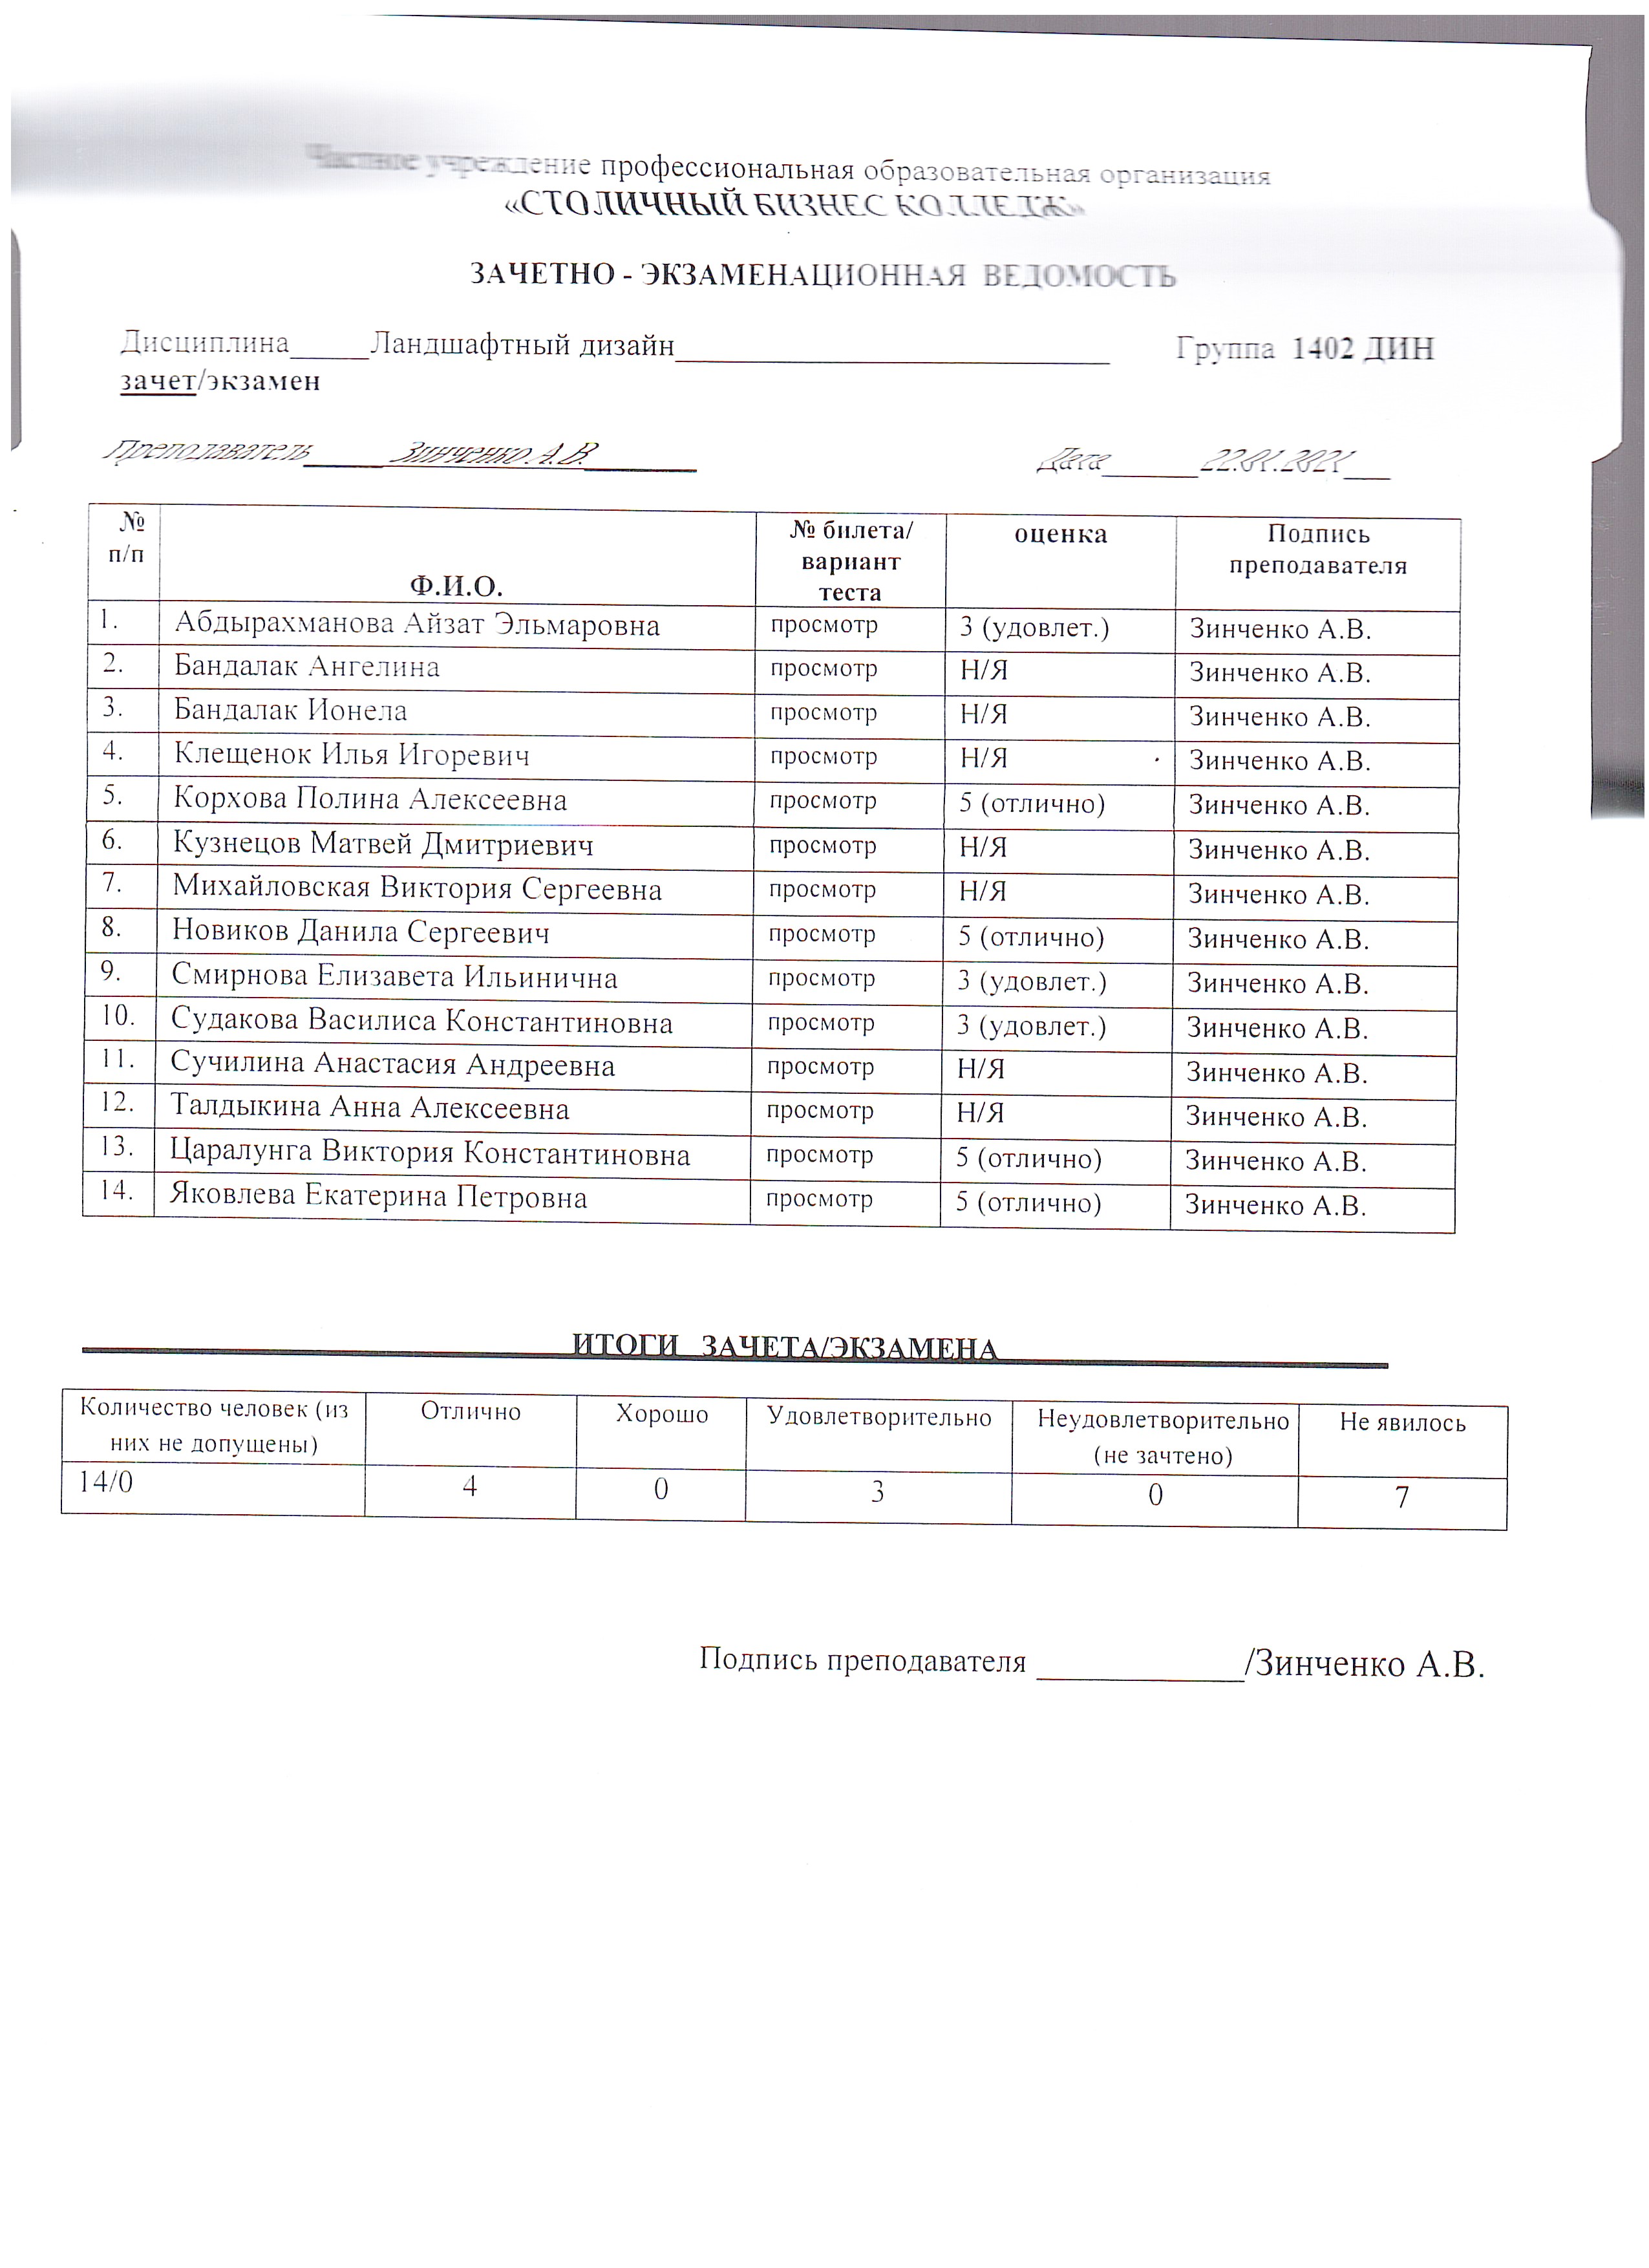 Частное учреждение профессиональная образовательная организация
«СТОЛИЧНЫЙ БИЗНЕС КОЛЛЕДЖ»
ЗАЧЕТНО - ЭКЗАМЕНАЦИОННАЯ ВЕДОМОСТЬ
Дисциплина_____Ландшафтный дизайн____________________________ Группа 1402 ДИН
зачет/экзамен
Преподаватель_____Зинченко А.В._______ Дата______22.01.2021___
№ п/п Ф.И.О. № билета/ вариант теста оценка Подпись преподавателя
1. Абдырахманова Айзат Эльмаровна просмотр 3 (удовлет.) Зинченко А.В.
2. Бандалак Ангелина просмотр Н/Я Зинченко А.В.
3. Бандалак Ионела просмотр Н/Я Зинченко А.В.
4. Клещенок Илья Игоревич просмотр Н/Я Зинченко А.В.
5. Корхова Полина Алексеевна просмотр 5 (отлично) Зинченко А.В.
6. Кузнецов Матвей Дмитриевич просмотр Н/Я Зинченко А.В.
7. Михайловская Виктория Сергеевна просмотр Н/Я Зинченко А.В.
8. Новиков Данила Сергеевич просмотр 5 (отлично) Зинченко А.В.
9. Смирнова Елизавета Ильинична просмотр 3 (удовлет.) Зинченко А.В.
10. Судакова Василиса Константиновна просмотр 3 (удовлет.) Зинченко А.В.
11. Сучилина Анастасия Андреевна просмотр Н/Я Зинченко А.В.
12. Талдыкина Анна Алексеевна просмотр Н/Я Зинченко А.В.
13. Царалунга Виктория Константиновна просмотр 5 (отлично) Зинченко А.В.
14. Яковлева Екатерина Петровна просмотр 5 (отлично) Зинченко А.В.
ИТОГИ ЗАЧЕТА/ЭКЗАМЕНА
Количество человек (из них не допущены) Отлично Хорошо Удовлетворительно Неудовлетворительно (не зачтено) Не явилось
14/0 4 0 3 0 7
Подпись преподавателя _____________/Зинченко А.В.